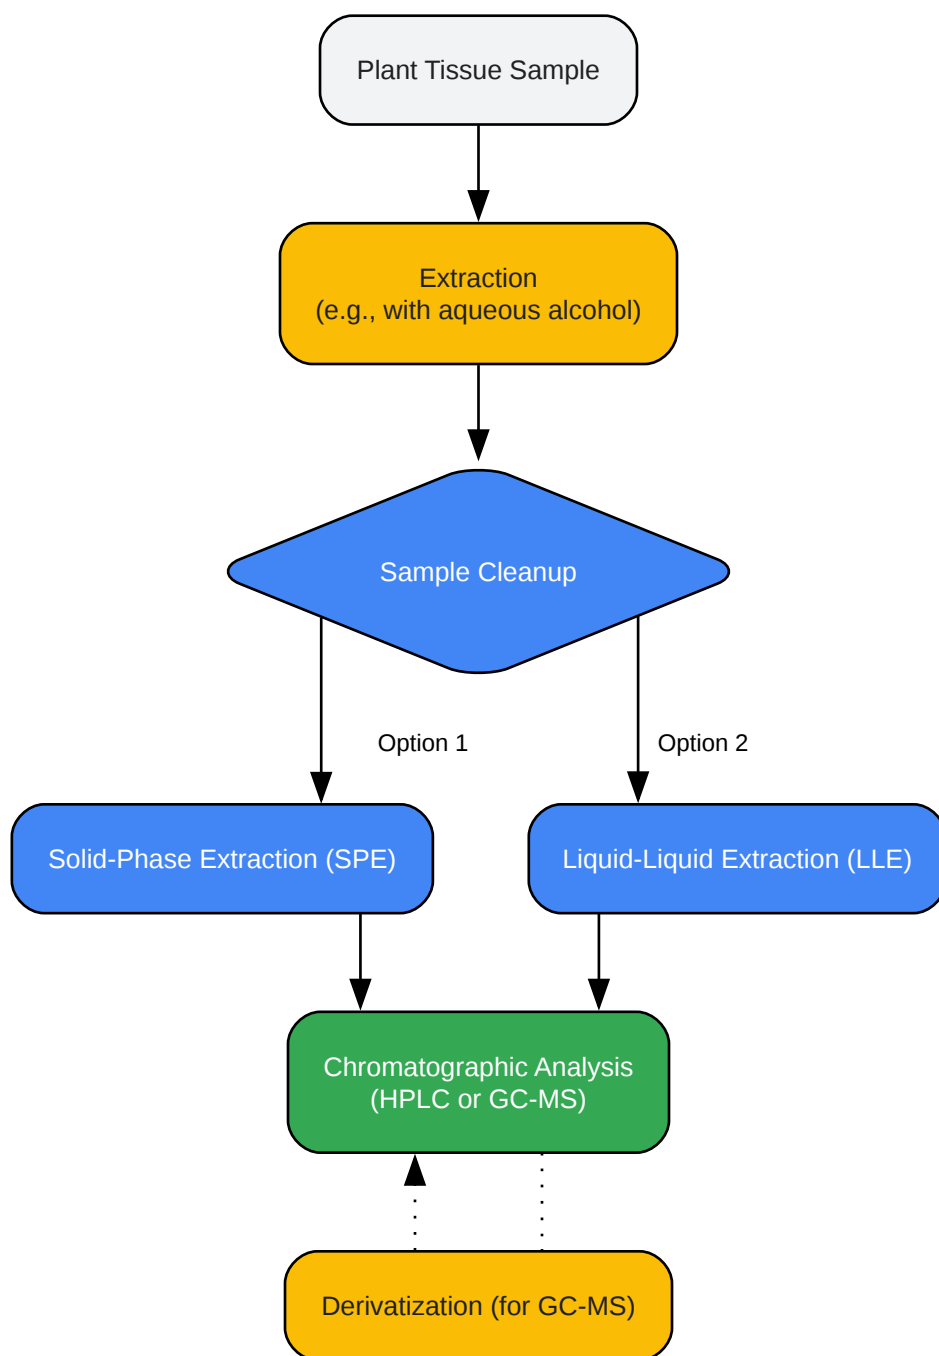 Plant Tissue Sample
Extraction
(e.g., with aqueous alcohol)
Sample Cleanup
Option 1
Option 2
Solid-Phase Extraction (SPE)
Liquid-Liquid Extraction (LLE)
Chromatographic Analysis
(HPLC or GC-MS)
Derivatization (for GC-MS)